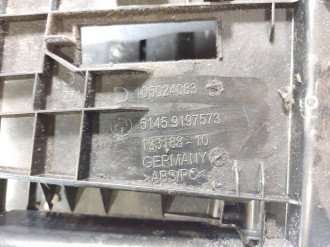 D 105024083
5145 9197573
183188-10
GERMANY
>ABS/PC<